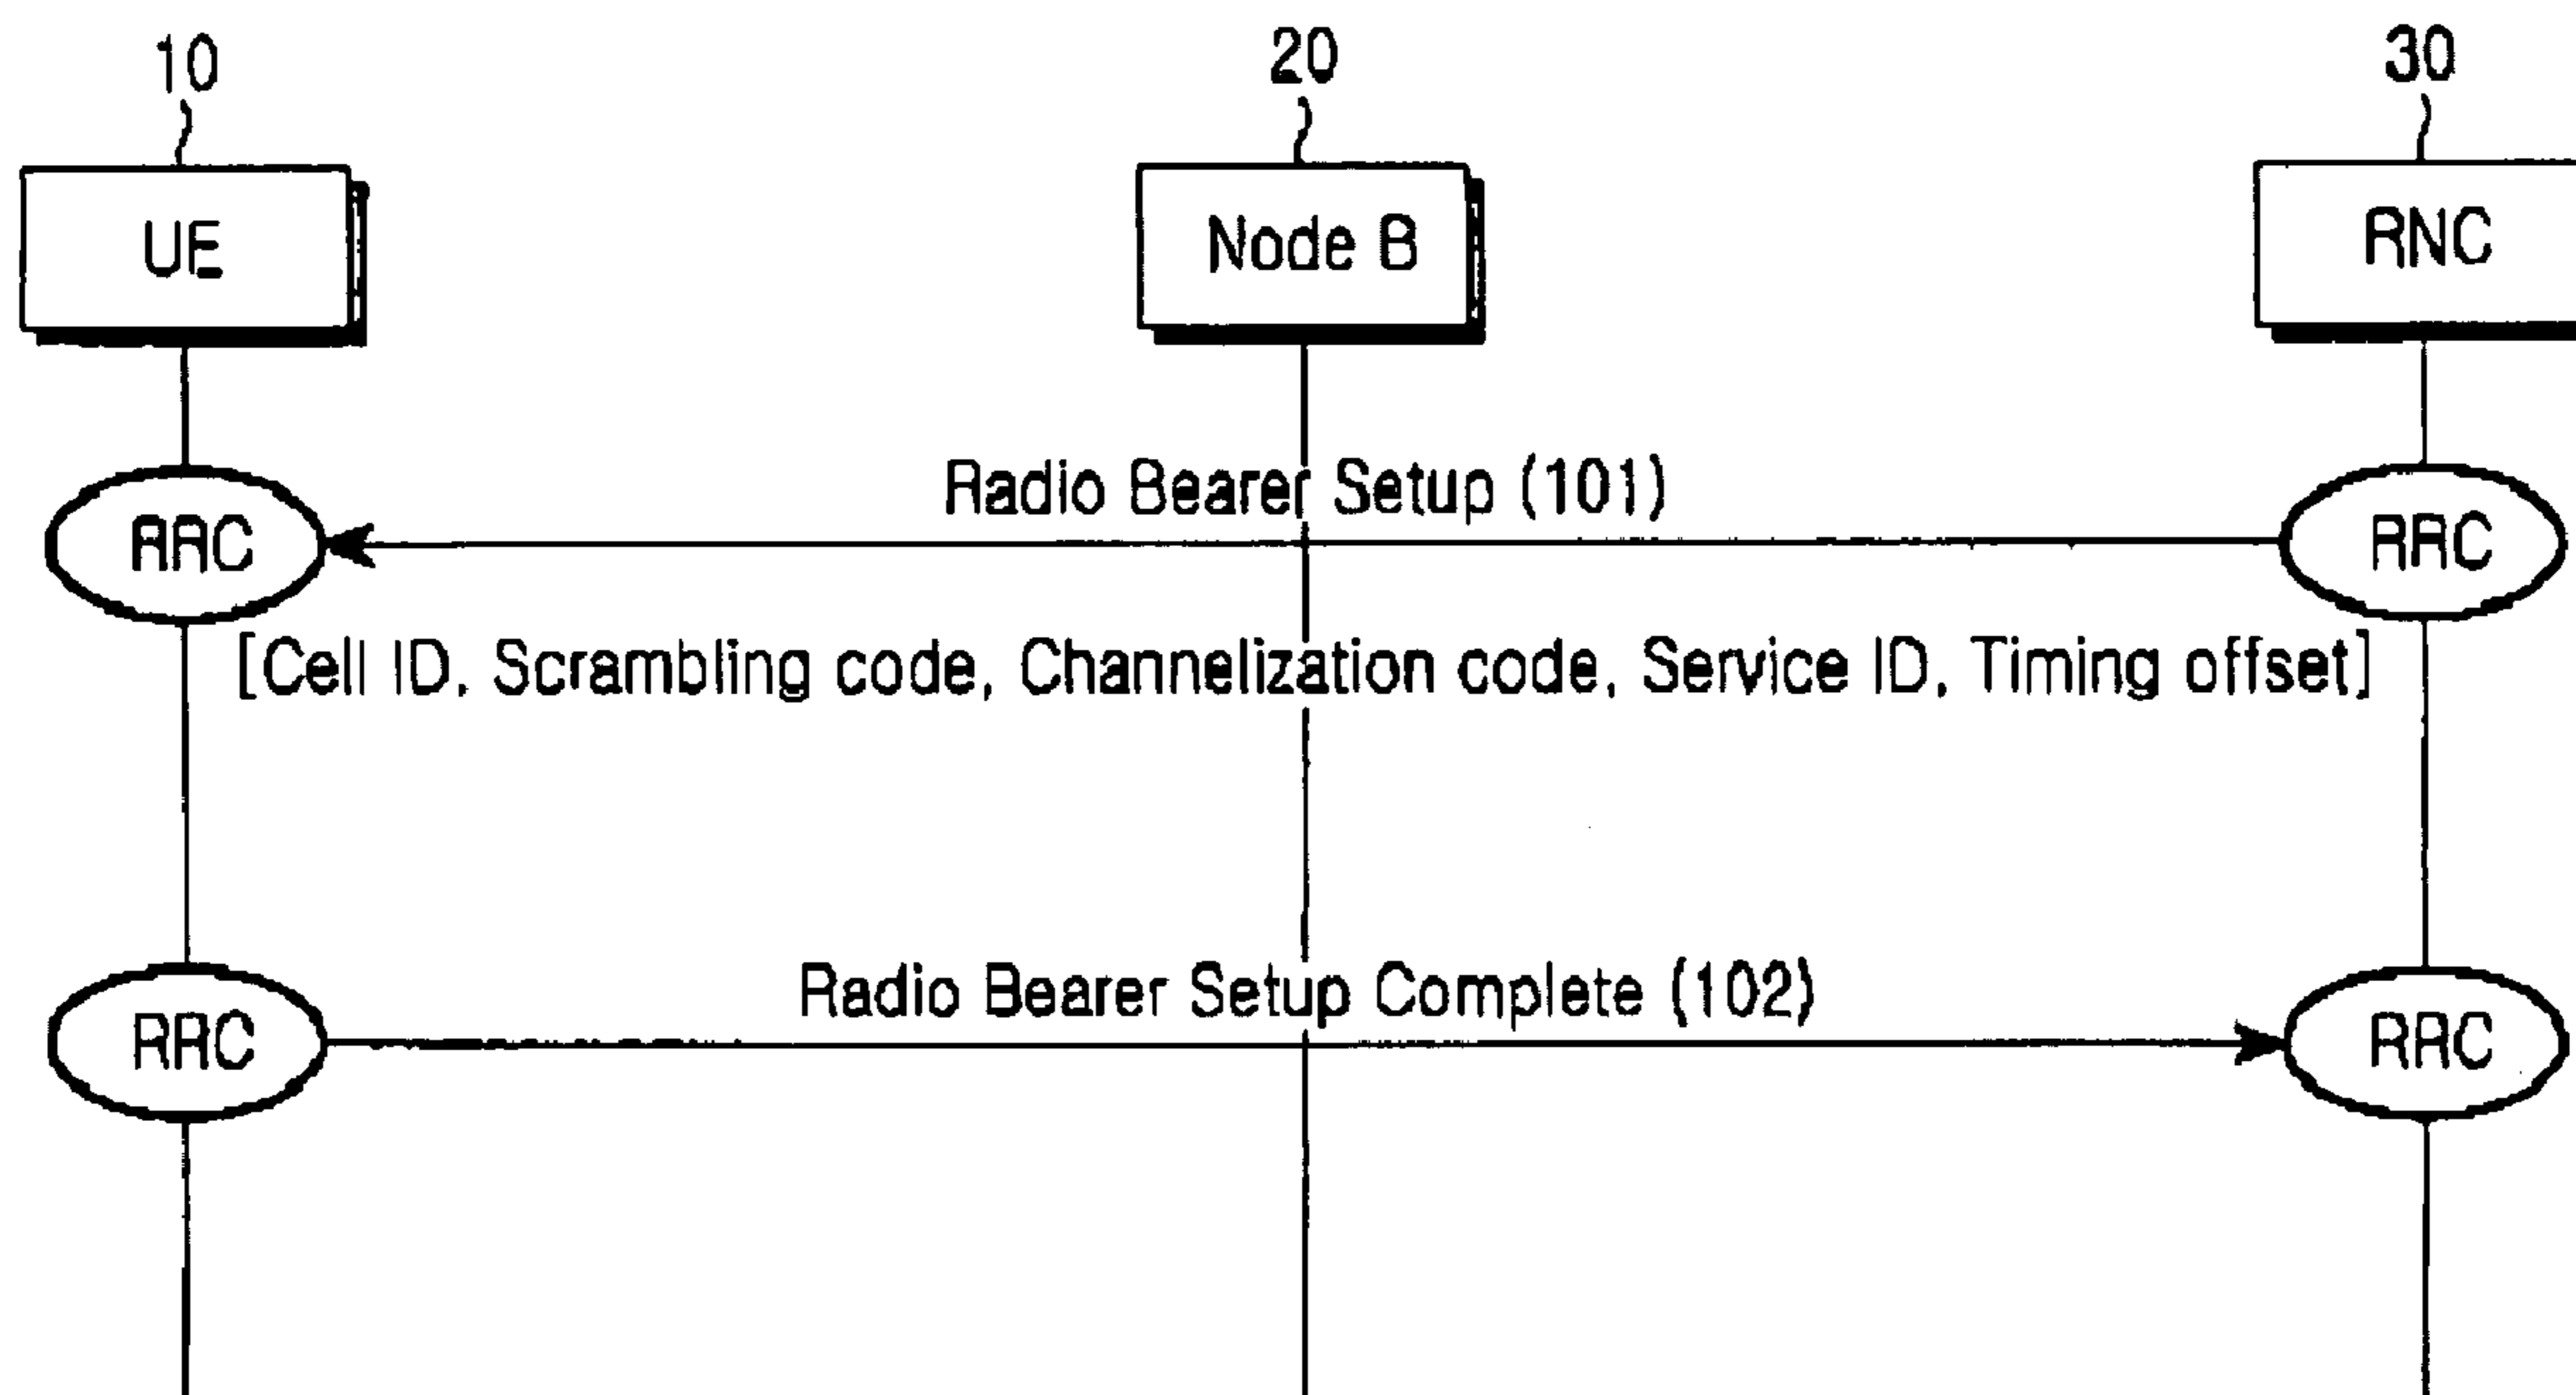 10 20 30
UE Node B RNC
Radio Bearer Setup (101)
RRC RRC
[Cell ID, Scrambling code, Channelization code, Service ID, Timing offset]
Radio Bearer Setup Complete (102)
RRC RRC